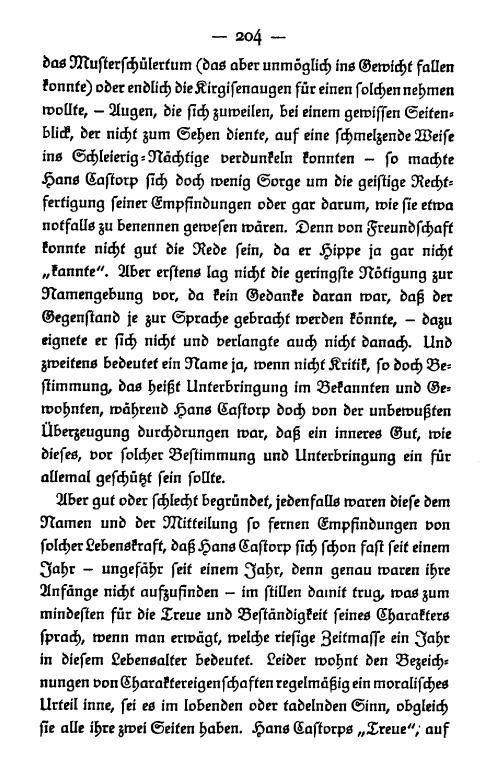 — 204 —
das Musterschülertum (das aber unmöglich ins Gewicht fallen
konnte) oder endlich die Kirgisenaugen für einen solchen nehmen
wollte, – Augen, die sich zuweilen, bei einem gewissen Seiten-
blick, der nicht zum Sehen diente, auf eine schmelzende Weise
ins Schleierig-Nächtige verdunkeln konnten – so machte
Hans Castorp sich doch wenig Sorge um die geistige Recht-
fertigung seiner Empfindungen oder gar darum, wie sie etwa
notfalls zu benennen gewesen wären. Denn von Freundschaft
konnte nicht gut die Rede sein, da er Hippe ja gar nicht
„kannte“. Aber erstens lag nicht die geringste Nötigung zur
Namengebung vor, da kein Gedanke daran war, daß der
Gegenstand je zur Sprache gebracht werden könnte, – dazu
eignete er sich nicht und verlangte auch nicht danach. Und
zweitens bedeutet ein Name ja, wenn nicht Kritik, so doch Be-
stimmung, das heißt Unterbringung im Bekannten und Ge-
wohnten, während Hans Castorp doch von der unbewußten
Überzeugung durchdrungen war, daß ein inneres Gut, wie
dieses, vor solcher Bestimmung und Unterbringung ein für
allemal geschützt sein sollte.
Aber gut oder schlecht begründet, jedenfalls waren diese dem
Namen und der Mitteilung so fernen Empfindungen von
solcher Lebenskraft, daß Hans Castorp sich schon fast seit einem
Jahr – ungefähr seit einem Jahr, denn genau waren ihre
Anfänge nicht aufzufinden – im stillen damit trug, was zum
mindesten für die Treue und Beständigkeit seines Charakters
sprach, wenn man erwägt, welche riesige Zeitmasse ein Jahr
in diesem Lebensalter bedeutet. Leider wohnt den Bezeich-
nungen von Charaktereigenschaften regelmäßig ein moralisches
Urteil inne, sei es im lobenden oder tadelnden Sinn, obgleich
sie alle ihre zwei Seiten haben. Hans Castorps „Treue“, auf